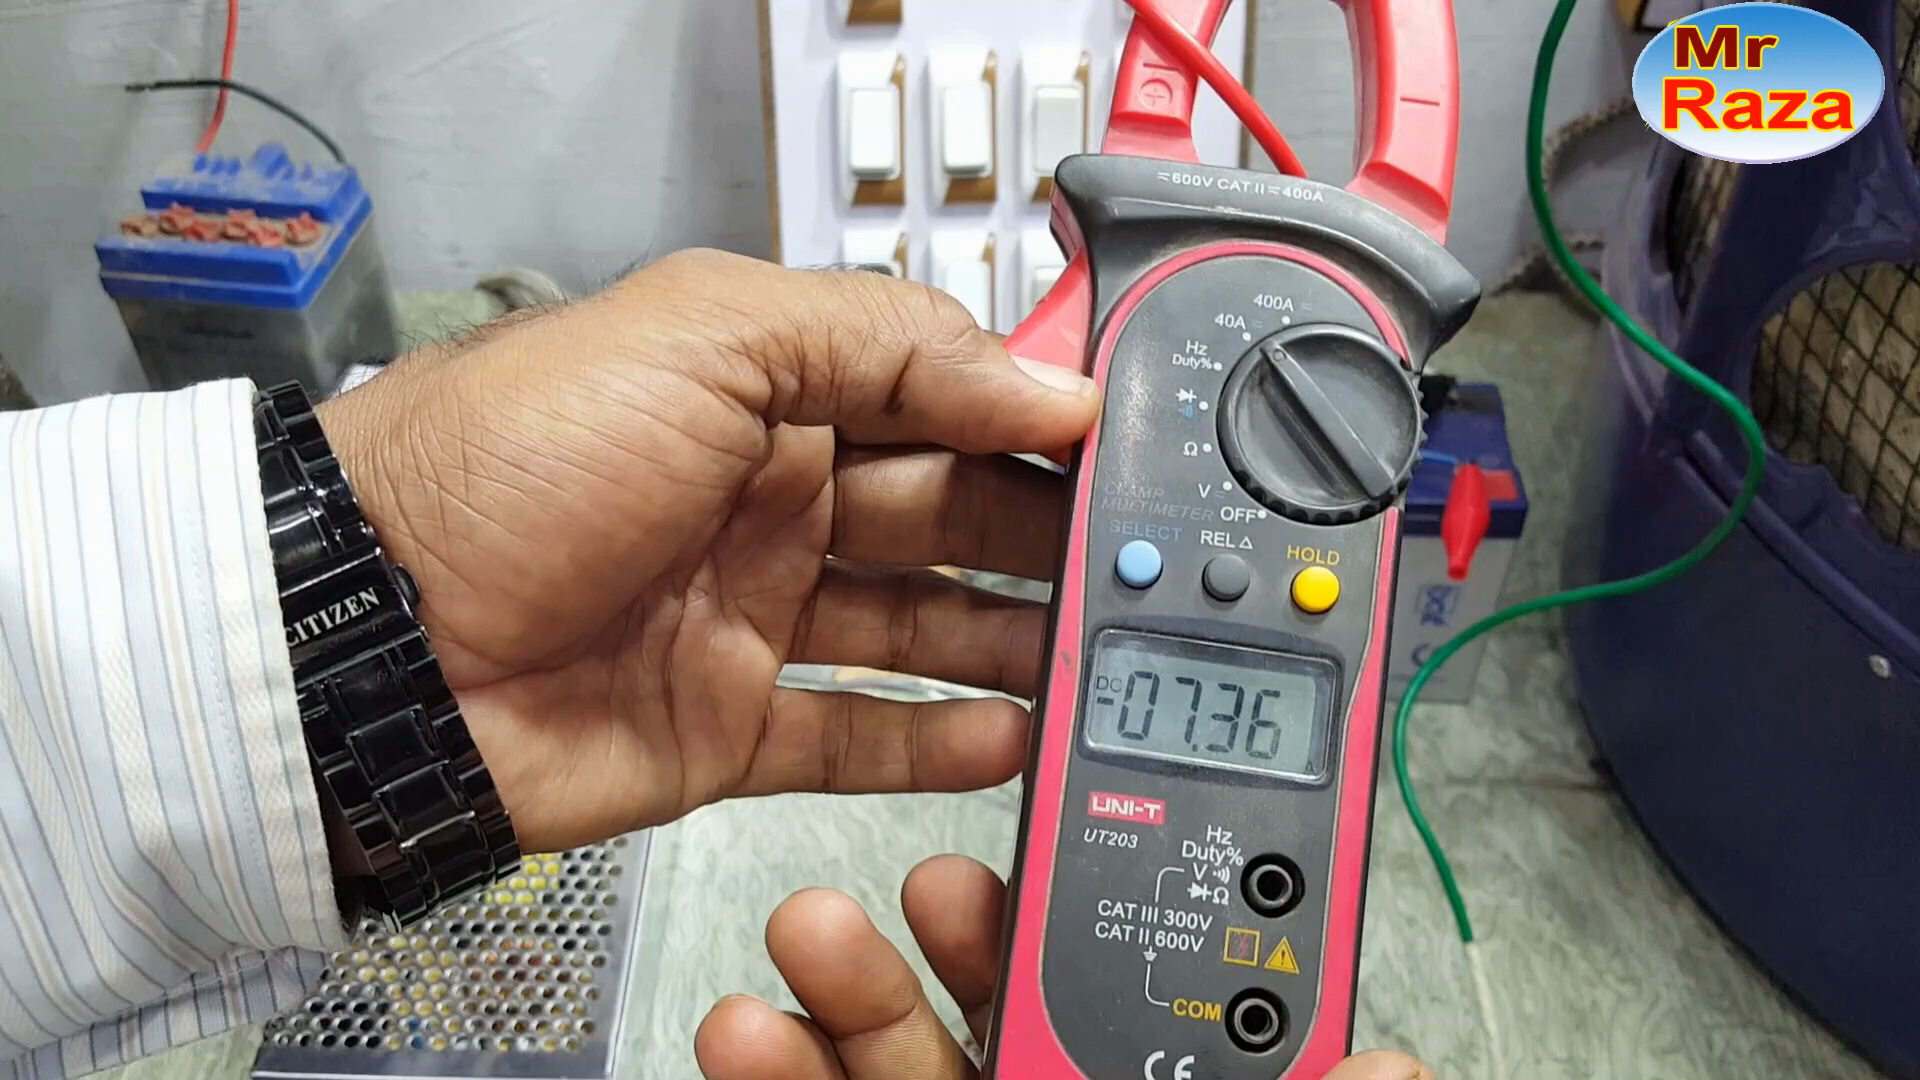 Mr
Raza
≂600V CAT II ≂400A
400A
40A
Hz
Duty%
Ω
V
OFF
CLAMP
MULTIMETER
SELECT
REL △
HOLD
CITIZEN
DC
-07.36
A
UNI-T
UT203
Hz
Duty%
V
Ω
CAT III 300V
CAT II 600V
COM
CE